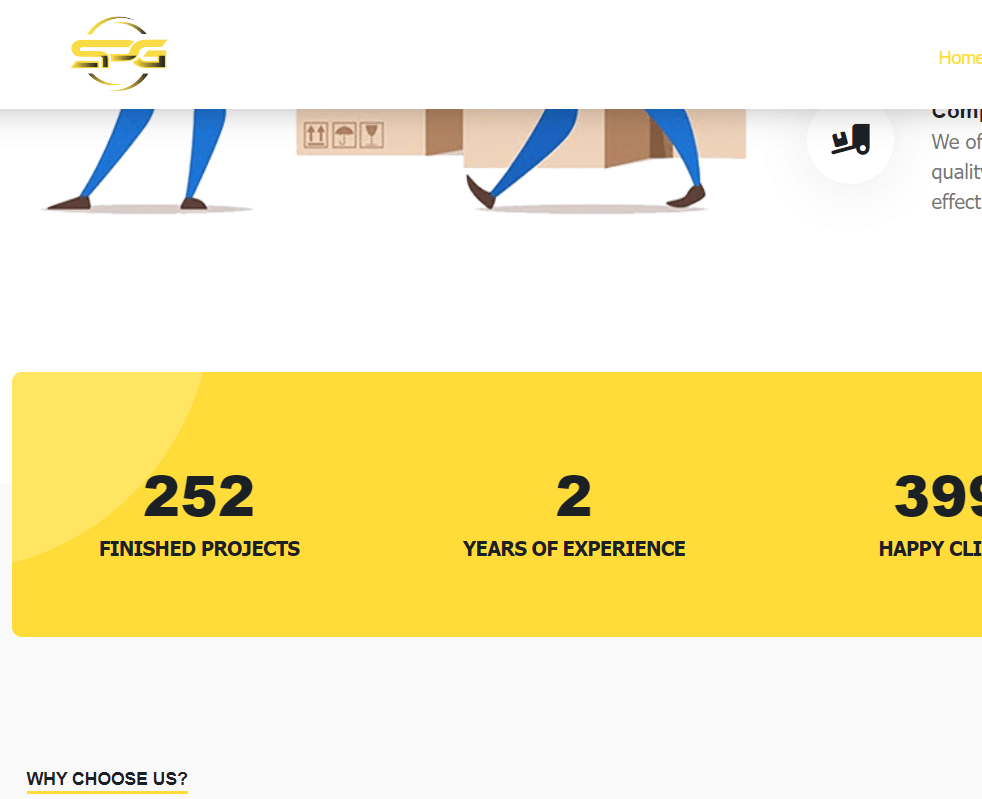 SPG
Home
Comp
We of
quality
effect
252
FINISHED PROJECTS
2
YEARS OF EXPERIENCE
399
HAPPY CLI
WHY CHOOSE US?